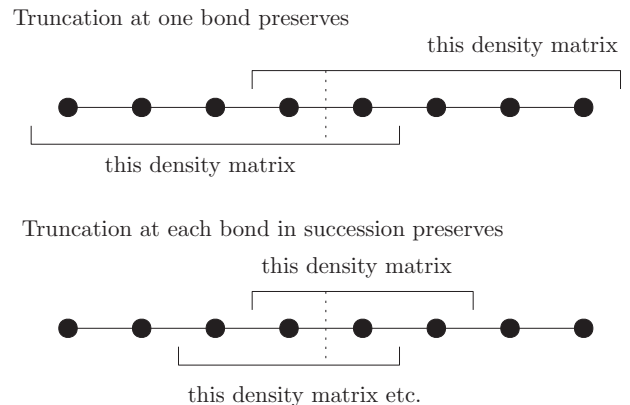 Truncation at one bond preserves
this density matrix
this density matrix
Truncation at each bond in succession preserves
this density matrix
this density matrix etc.